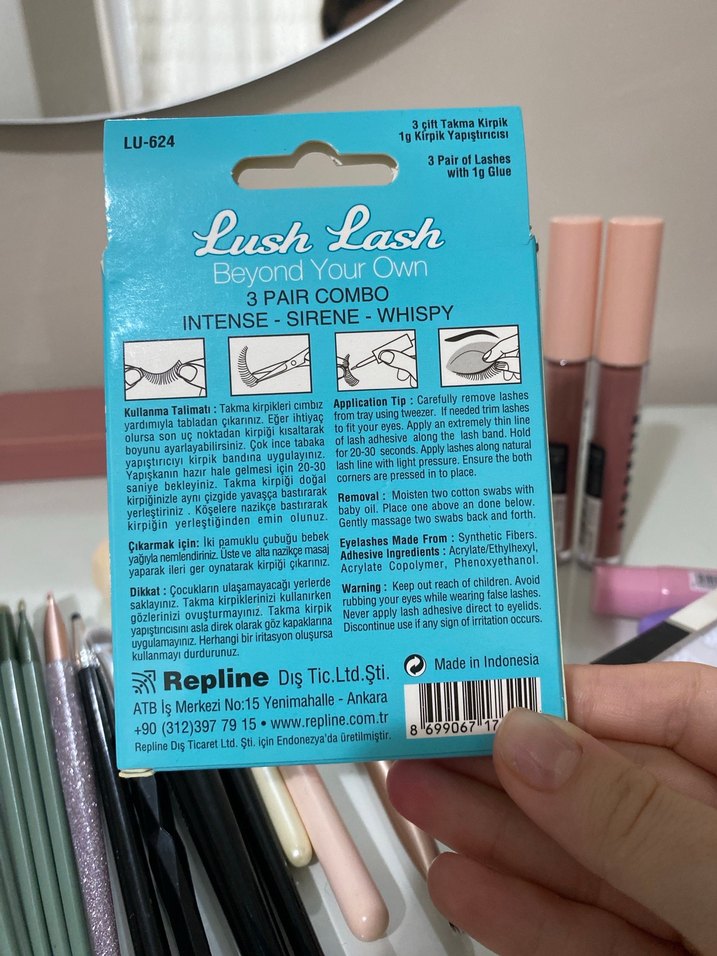 LU-624
3 çift Takma Kirpik
1g Kirpik Yapıştırıcısı
3 Pair of Lashes
with 1g Glue
Lush Lash
Beyond Your Own
3 PAIR COMBO
INTENSE - SIRENE - WHISPY
Kullanma Talimatı : Takma kirpikleri cımbız
yardımıyla tabladan çıkarınız. Eğer ihtiyaç
olursa son uç noktadan kirpiği kısaltarak
boyunu ayarlayabilirsiniz. Çok ince tabaka
yapıştırıcıyı kirpik bandına uygulayınız.
Yapışkanın hazır hale gelmesi için 20-30
saniye bekleyiniz. Takma kirpiği doğal
kirpiğinizle aynı çizgide yavaşça bastırarak
yerleştiriniz . Köşelere nazikçe bastırarak
kirpiğin yerleştiğinden emin olunuz.
Çıkarmak için: İki pamuklu çubuğu bebek
yağıyla nemlendiriniz. Üste ve alta nazikçe masaj
yaparak ileri ger oynatarak kirpiği çıkarınız.
Dikkat : Çocukların ulaşamayacağı yerlerde
saklayınız. Takma kirpiklerinizi kullanırken
gözlerinizi ovuşturmayınız. Takma kirpik
yapıştırıcısını asla direk olarak göz kapaklarına
uygulamayınız. Herhangi bir iritasyon oluşursa
kullanmayı durdurunuz.
Application Tip : Carefully remove lashes
from tray using tweezer. If needed trim lashes
to fit your eyes. Apply an extremely thin line
of lash adhesive along the lash band. Hold
for 20-30 seconds. Apply lashes along natural
lash line with light pressure. Ensure the both
corners are pressed in to place.
Removal : Moisten two cotton swabs with
baby oil. Place one above an done below.
Gently massage two swabs back and forth.
Eyelashes Made From : Synthetic Fibers.
Adhesive Ingredients : Acrylate/Ethylhexyl,
Acrylate Copolymer, Phenoxyethanol.
Warning : Keep out reach of children. Avoid
rubbing your eyes while wearing false lashes.
Never apply lash adhesive direct to eyelids.
Discontinue use if any sign of irritation occurs.
Repline Dış Tic.Ltd.Şti.
ATB İş Merkezi No:15 Yenimahalle - Ankara
+90 (312)397 79 15 • www.repline.com.tr
Repline Dış Ticaret Ltd. Şti. için Endonezya'da üretilmiştir.
Made in Indonesia
8 699067 17